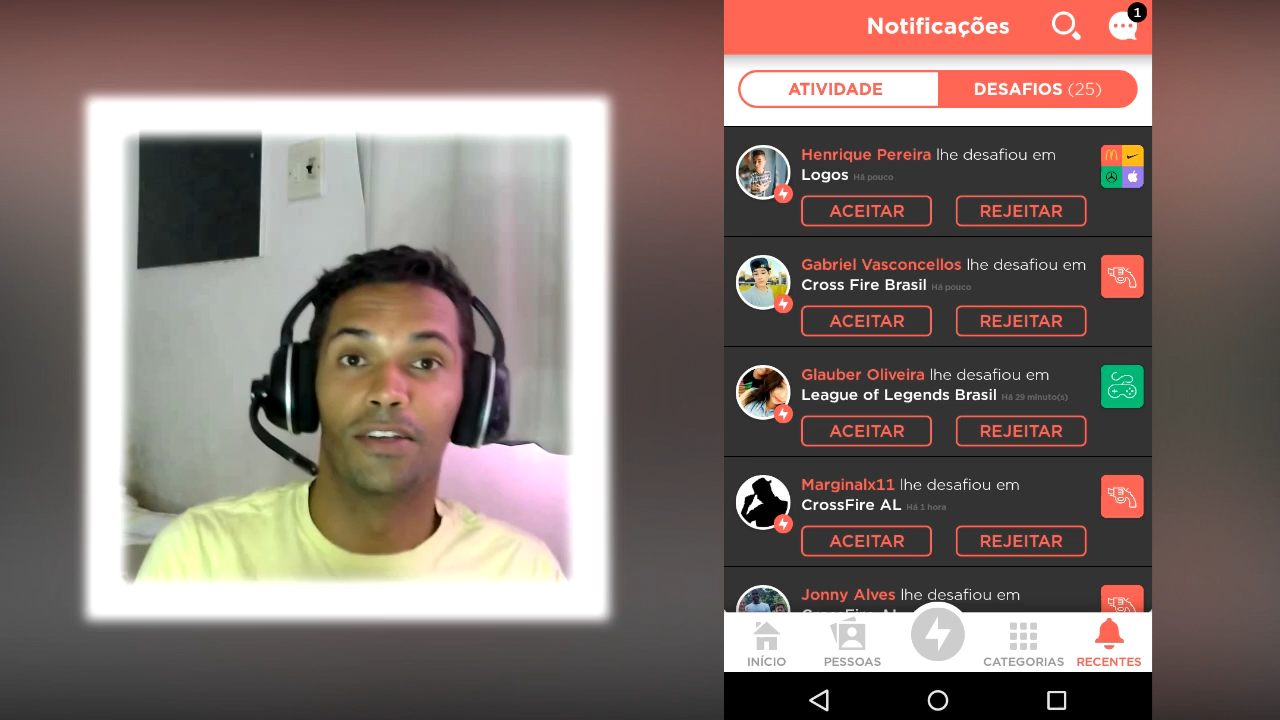 Notificações
1
ATIVIDADE
DESAFIOS (25)
Henrique Pereira lhe desafiou em
Logos Há pouco
ACEITAR
REJEITAR
Gabriel Vasconcellos lhe desafiou em
Cross Fire Brasil Há pouco
ACEITAR
REJEITAR
Glauber Oliveira lhe desafiou em
League of Legends Brasil Há 29 minuto(s)
ACEITAR
REJEITAR
Marginalx11 lhe desafiou em
CrossFire AL Há 1 hora
ACEITAR
REJEITAR
Jonny Alves lhe desafiou em
INÍCIO
PESSOAS
CATEGORIAS
RECENTES